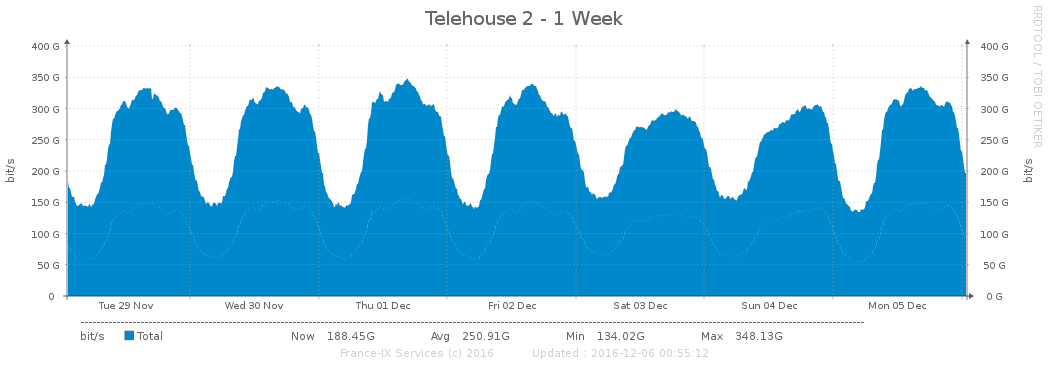 Telehouse 2 - 1 Week
RRDTOOL / TOBI OETIKER
400 G 400 G
350 G 350 G
300 G 300 G
250 G 250 G
200 G 200 G
150 G 150 G
100 G 100 G
50 G 50 G
0 0 G
bit/s bit/s
Tue 29 Nov Wed 30 Nov Thu 01 Dec Fri 02 Dec Sat 03 Dec Sun 04 Dec Mon 05 Dec
bit/s Total Now 188.45G Avg 250.91G Min 134.02G Max 348.13G
France-IX Services (c) 2016 Updated : 2016-12-06 00:55:12